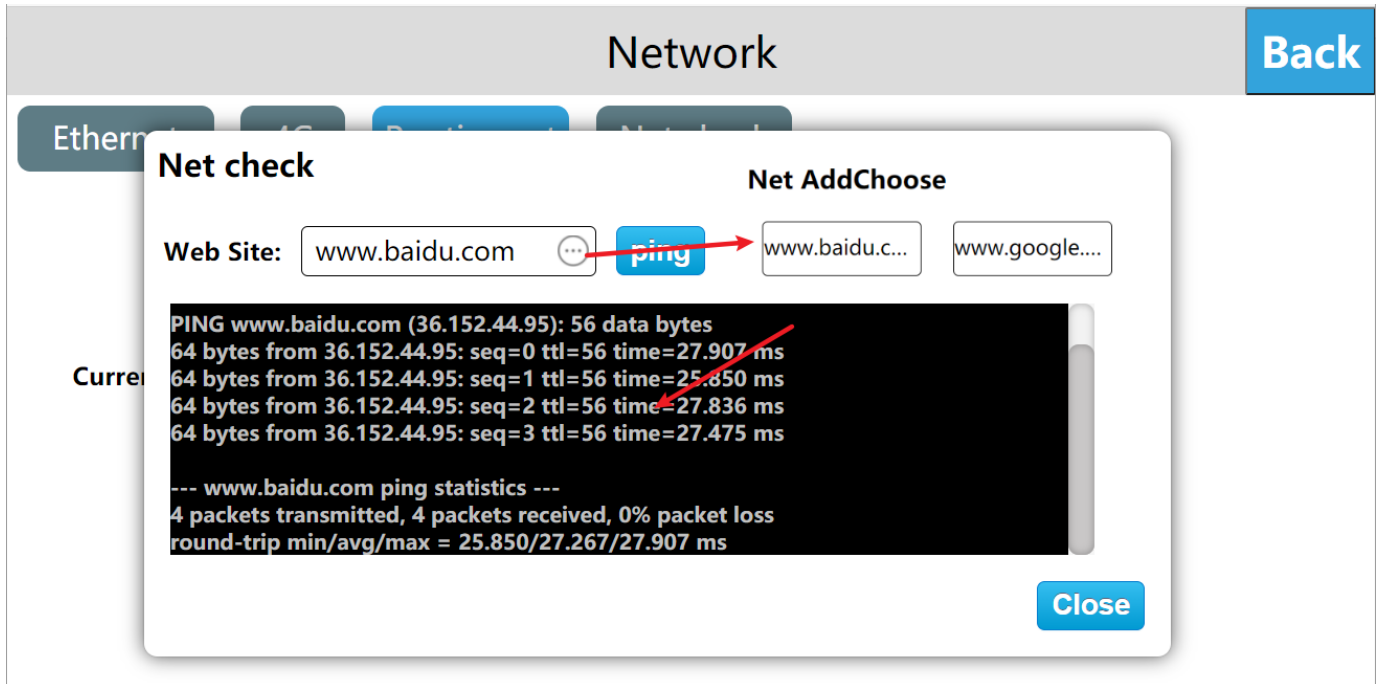 Network
Back
Ethern
Net check
Net AddChoose
Web Site:
www.baidu.com
ping
www.baidu.c...
www.google....
Curre
PING www.baidu.com (36.152.44.95): 56 data bytes
64 bytes from 36.152.44.95: seq=0 ttl=56 time=27.907 ms
64 bytes from 36.152.44.95: seq=1 ttl=56 time=25.850 ms
64 bytes from 36.152.44.95: seq=2 ttl=56 time=27.836 ms
64 bytes from 36.152.44.95: seq=3 ttl=56 time=27.475 ms
--- www.baidu.com ping statistics ---
4 packets transmitted, 4 packets received, 0% packet loss
round-trip min/avg/max = 25.850/27.267/27.907 ms
Close